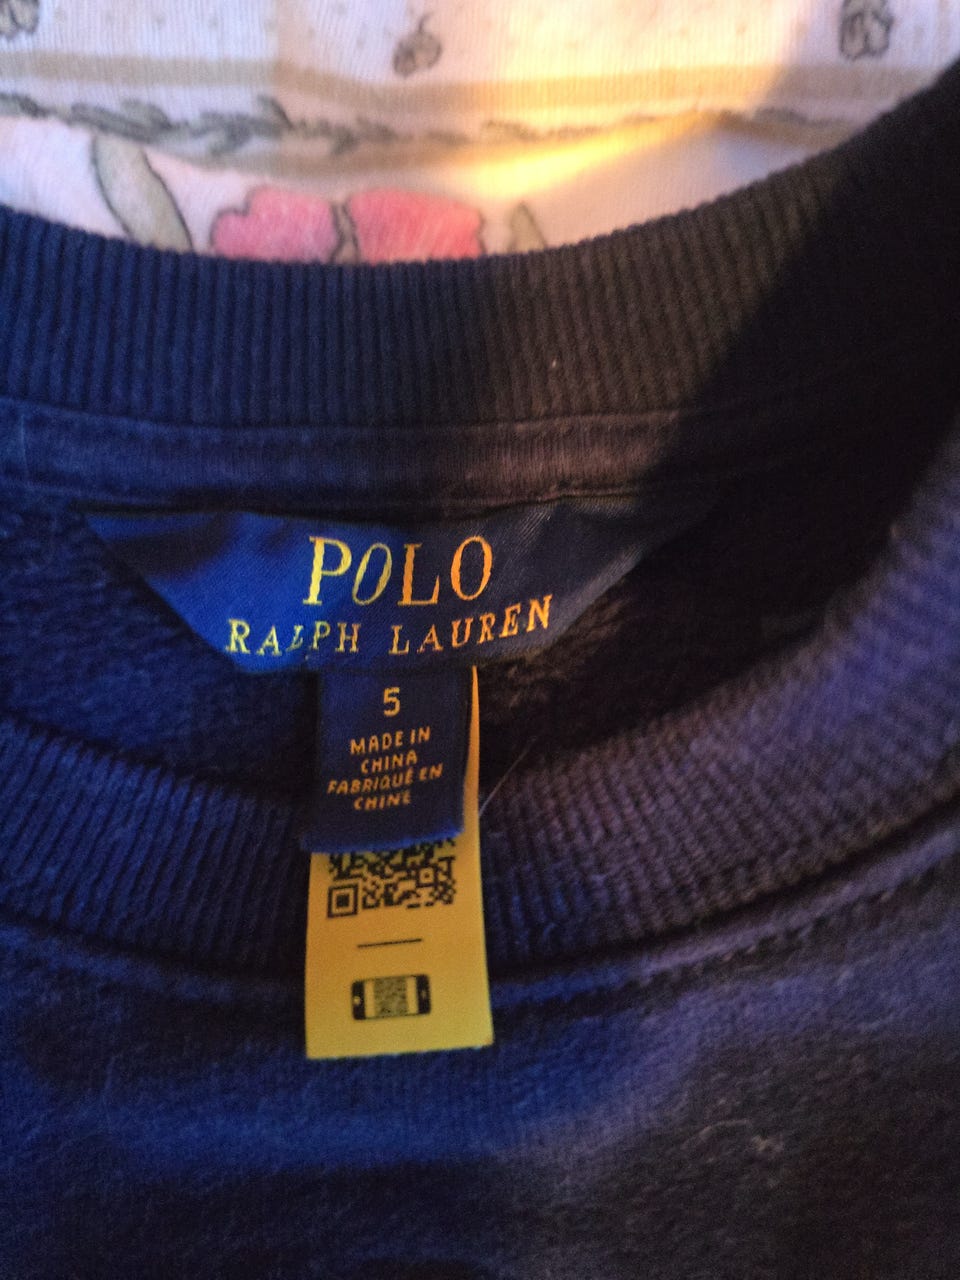 POLO
RALPH LAUREN
5
MADE IN
CHINA
FABRIQUÉ EN
CHINE